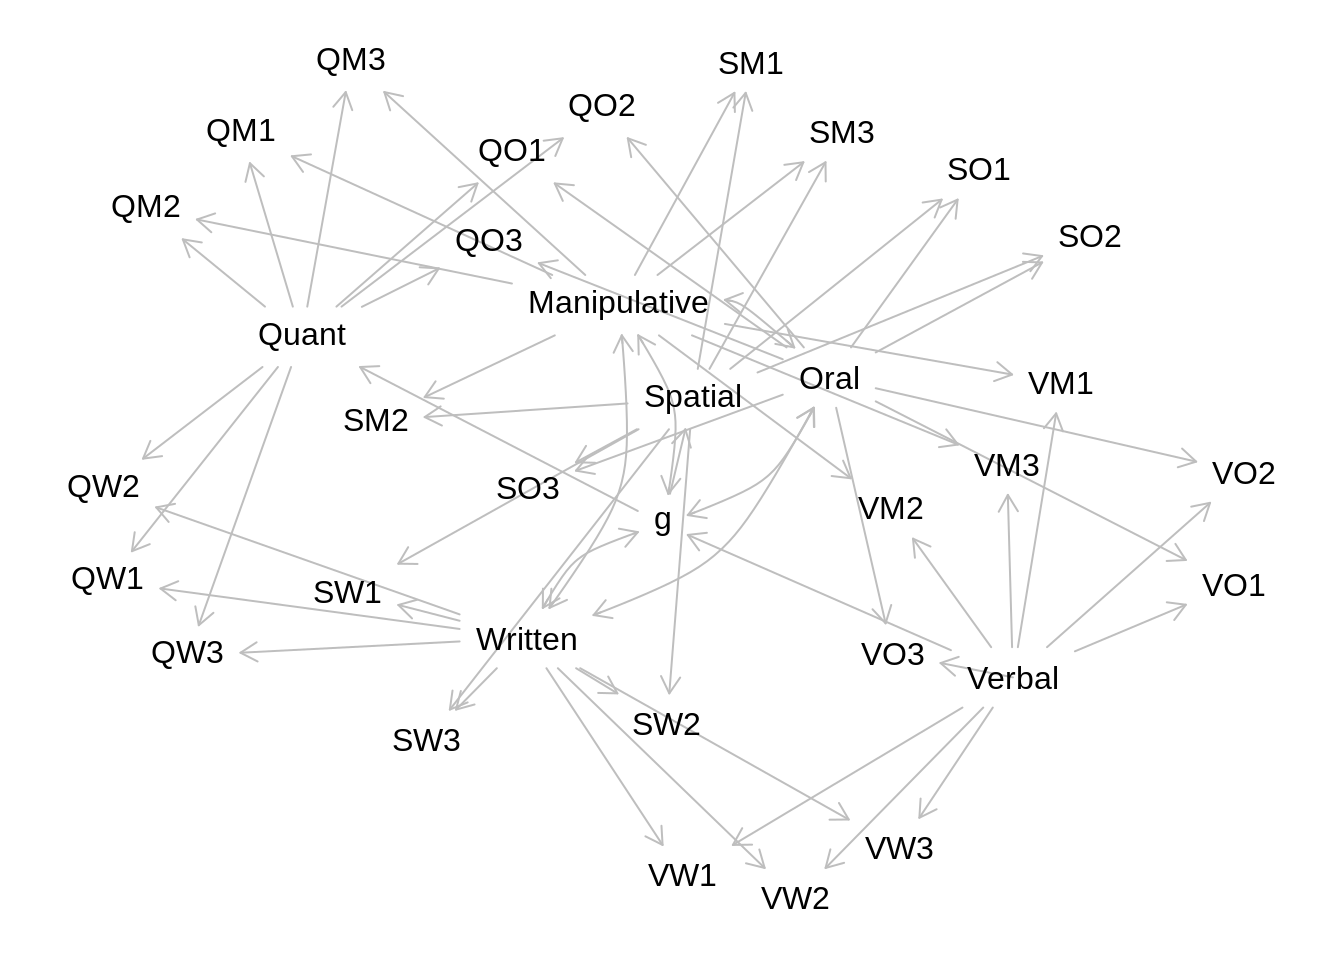 QM3
SM1
QO2
QM1
SM3
QO1
SO1
QM2
SO2
QO3
Manipulative
Quant
Oral
VM1
Spatial
SM2
VM3
VO2
QW2
SO3
VM2
g
QW1
VO1
SW1
Written
QW3
VO3
Verbal
SW2
SW3
VW3
VW1
VW2